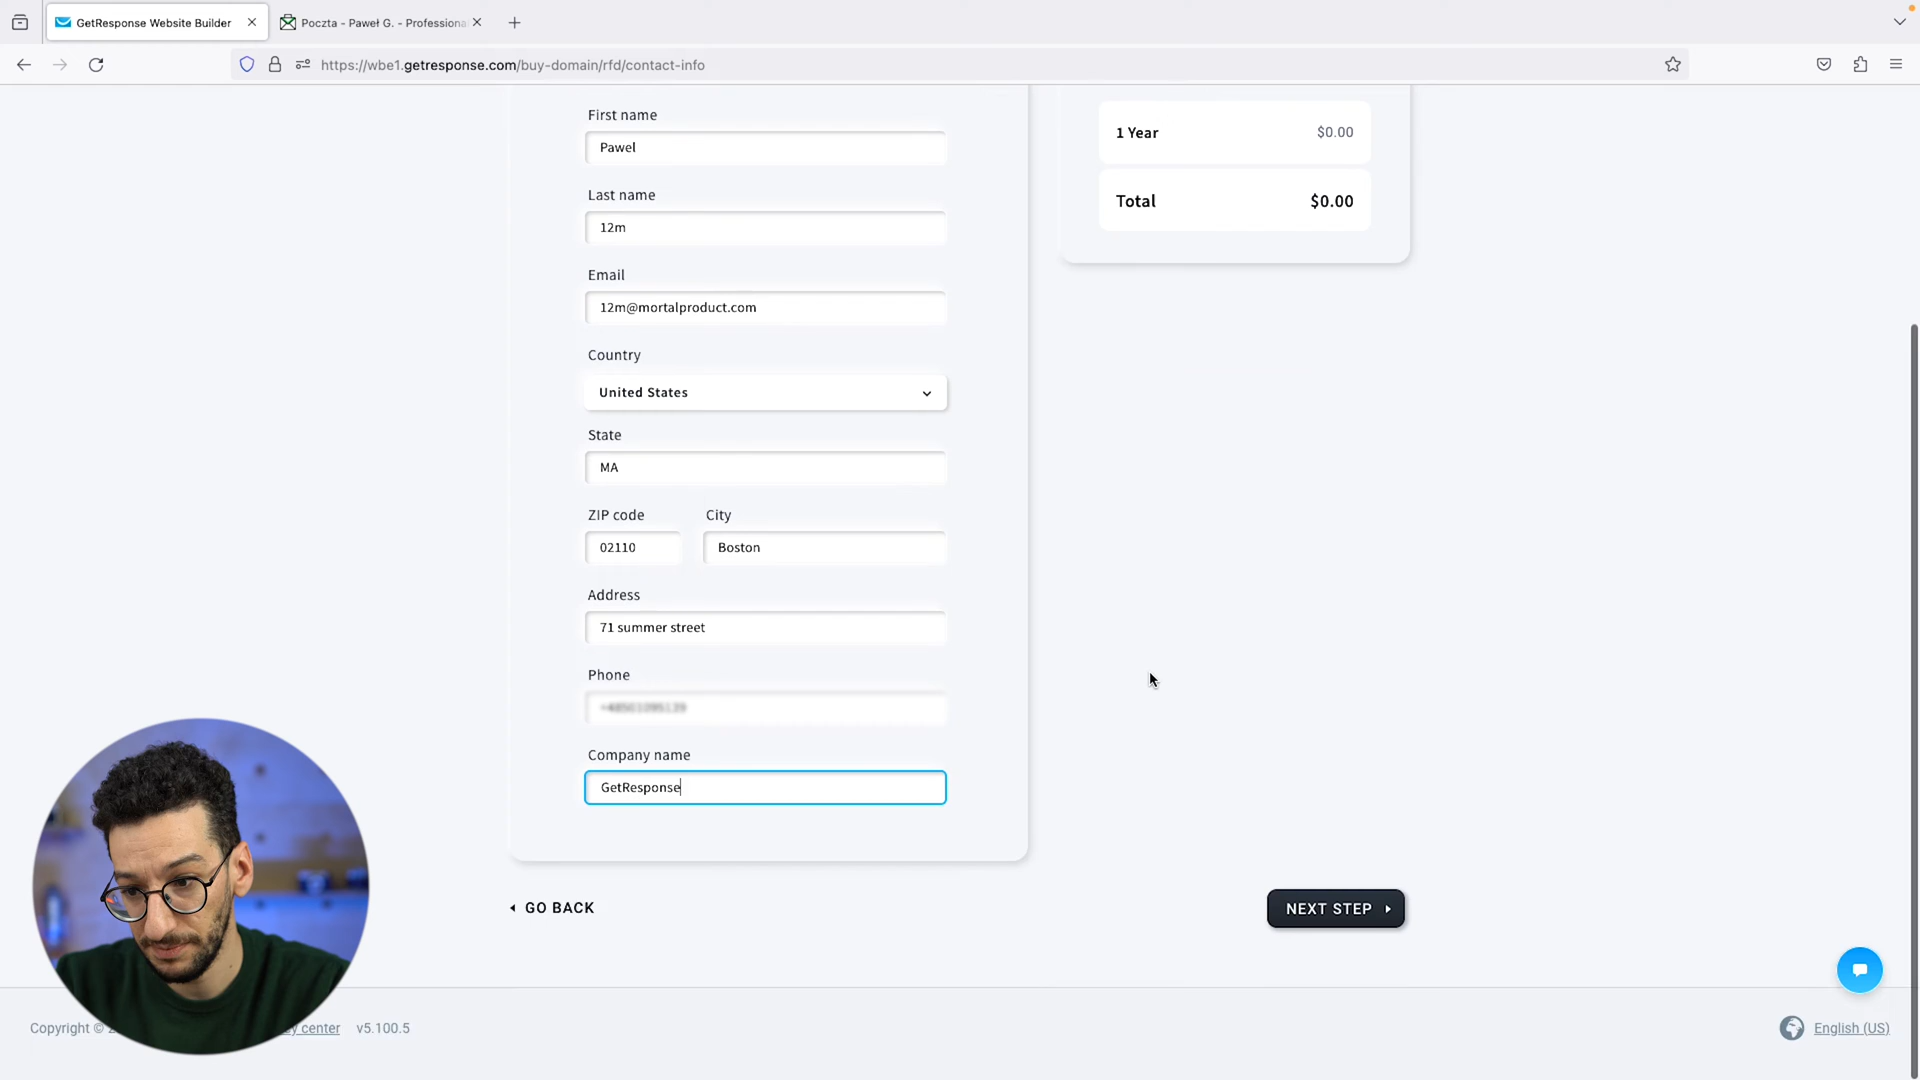 GetResponse Website Builder
Poczta - Paweł G. - Professiona
https://wbe1.getresponse.com/buy-domain/rfd/contact-info
First name
Pawel
1 Year $0.00
Last name
12m
Total $0.00
Email
12m@mortalproduct.com
Country
United States
State
MA
ZIP code City
02110 Boston
Address
71 summer street
Phone
Company name
GetResponse
GO BACK
NEXT STEP
Copyright © center v5.100.5
English (US)